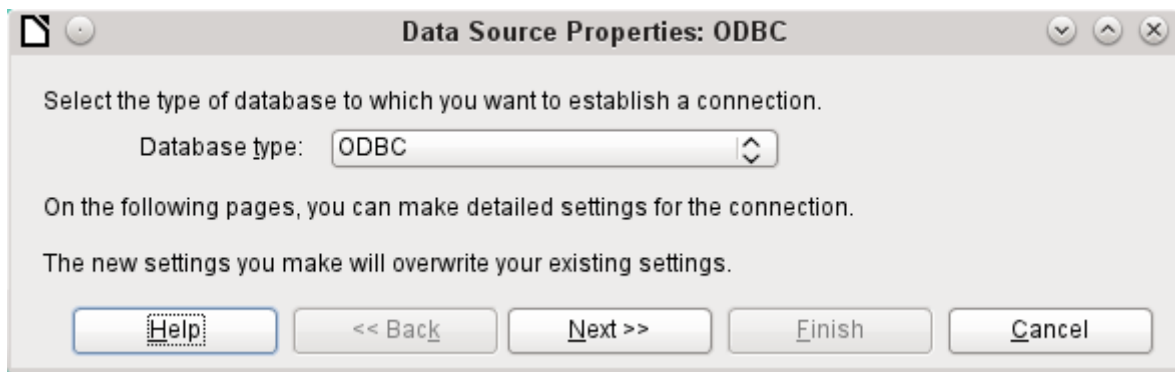 Data Source Properties: ODBC
Select the type of database to which you want to establish a connection.
Database type: ODBC
On the following pages, you can make detailed settings for the connection.
The new settings you make will overwrite your existing settings.
Help << Back Next >> Finish Cancel